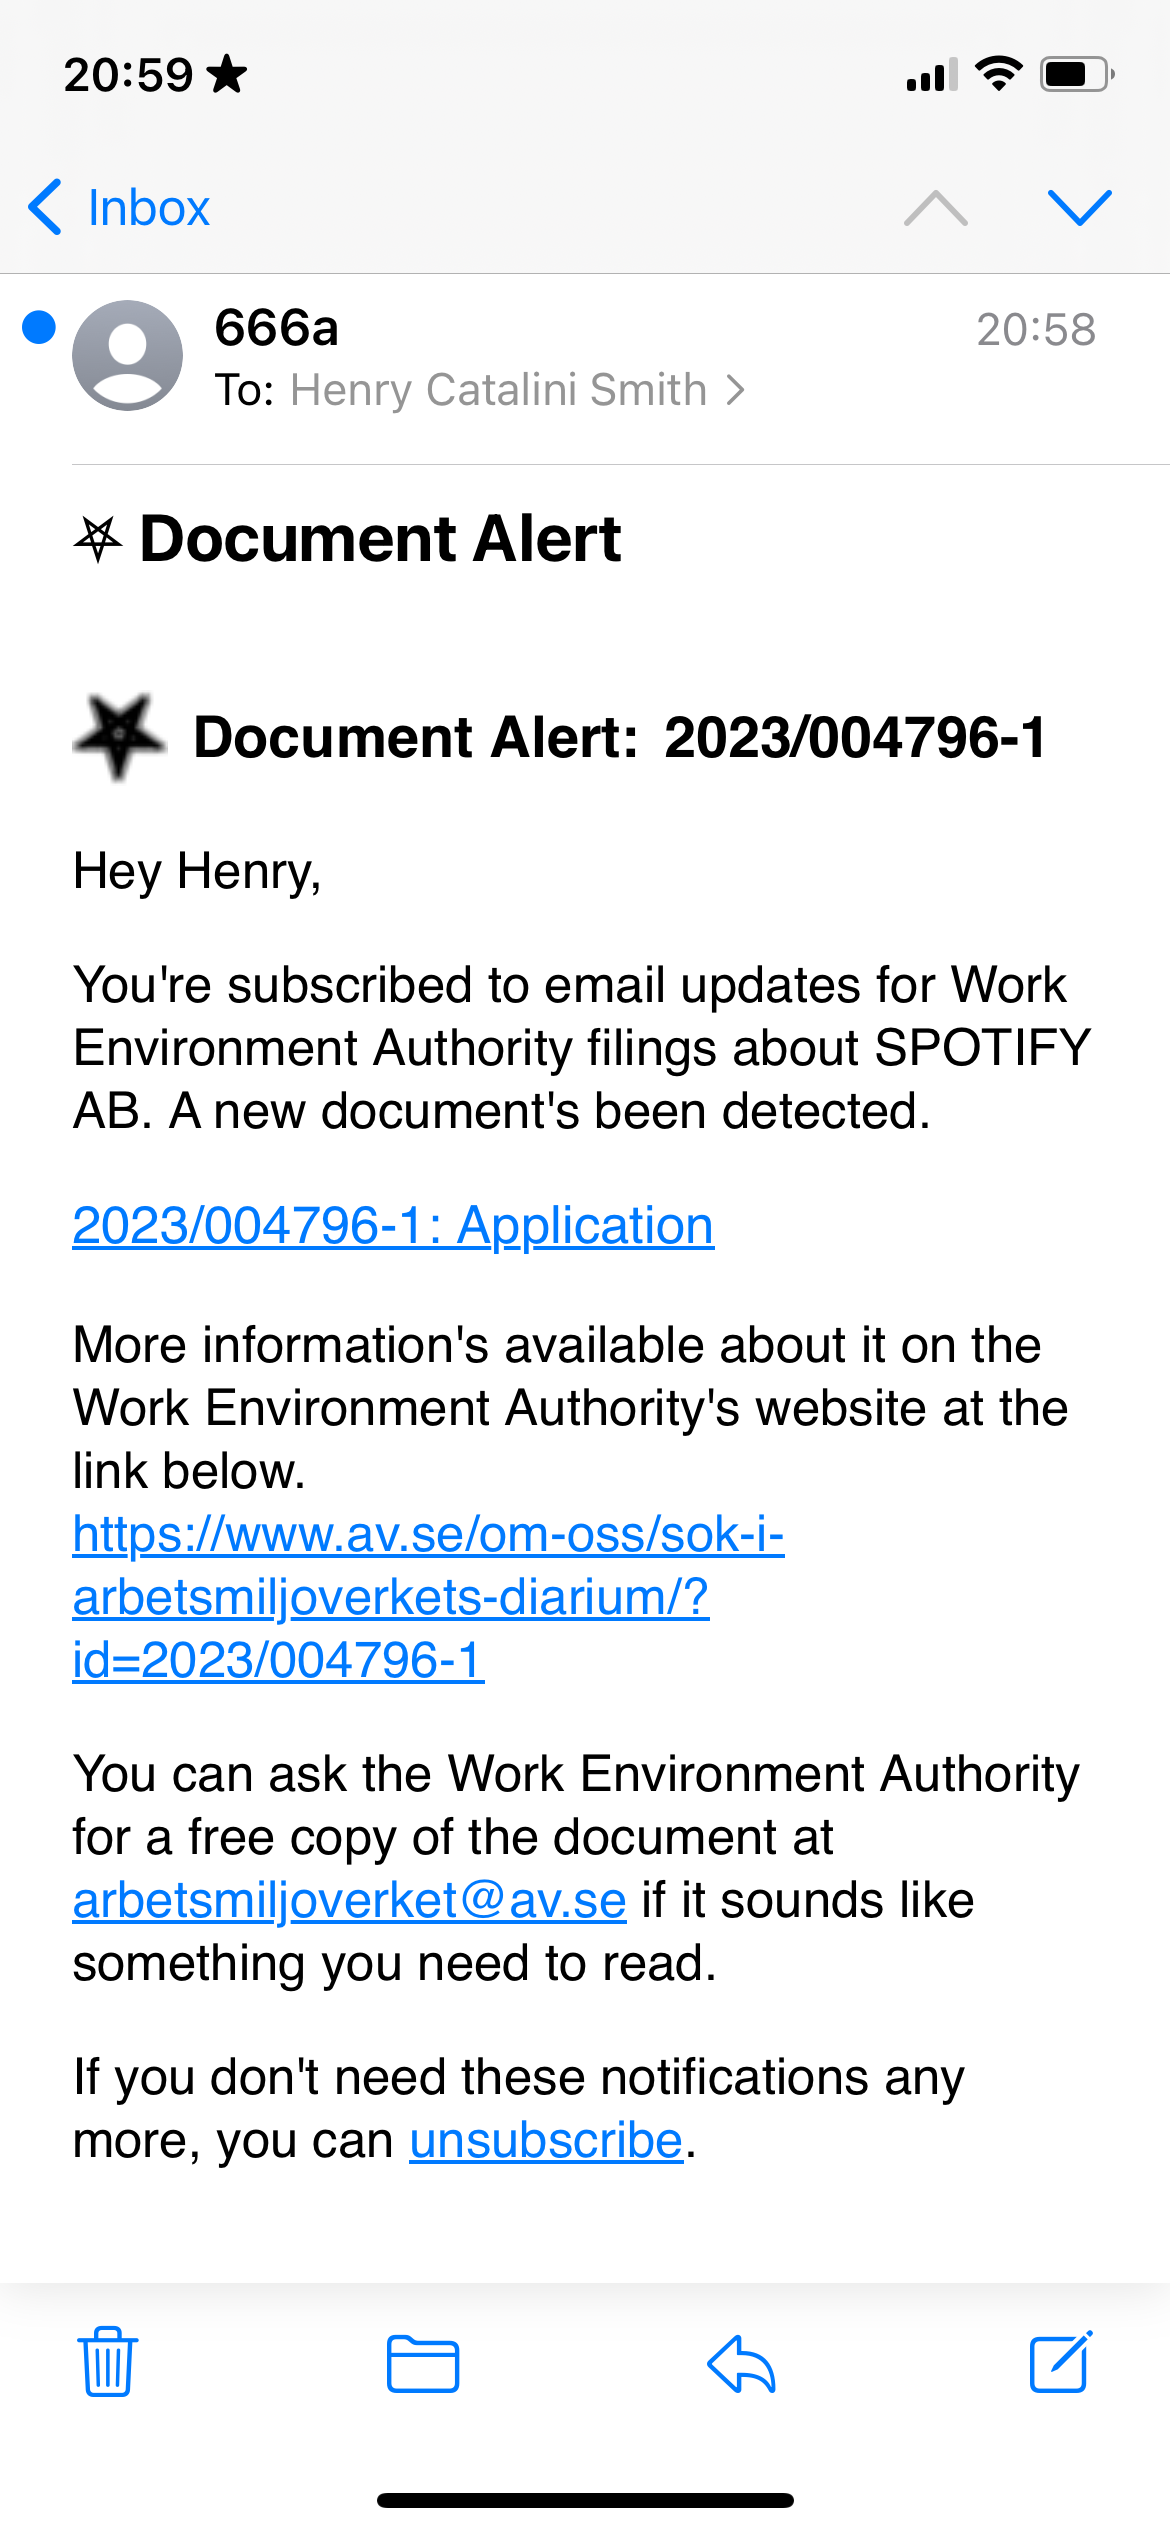 20:59
Inbox
666a
20:58
To: Henry Catalini Smith
Document Alert
Document Alert: 2023/004796-1
Hey Henry,
You're subscribed to email updates for Work
Environment Authority filings about SPOTIFY
AB. A new document's been detected.
2023/004796-1: Application
More information's available about it on the
Work Environment Authority's website at the
link below.
https://www.av.se/om-oss/sok-i-
arbetsmiljoverkets-diarium/?
id=2023/004796-1
You can ask the Work Environment Authority
for a free copy of the document at
arbetsmiljoverket@av.se if it sounds like
something you need to read.
If you don't need these notifications any
more, you can unsubscribe.